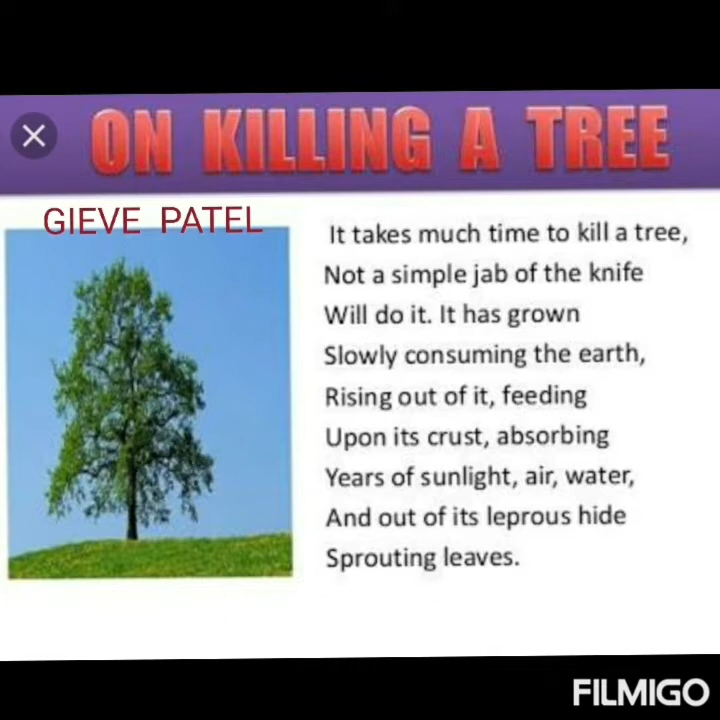 ON KILLING A TREE
GIEVE PATEL
It takes much time to kill a tree,
Not a simple jab of the knife
Will do it. It has grown
Slowly consuming the earth,
Rising out of it, feeding
Upon its crust, absorbing
Years of sunlight, air, water,
And out of its leprous hide
Sprouting leaves.
FILMIGO